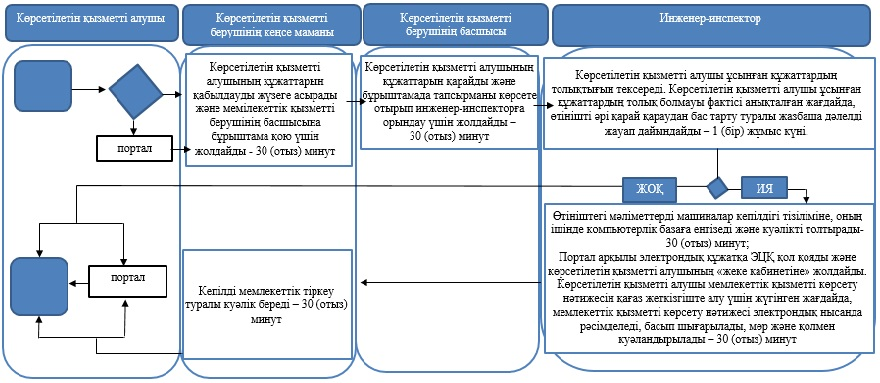 Көрсетілетін қызметті алушы
Көрсетілетін қызметті
берушінің кеңсе маманы
Көрсетілетін қызметті
берушінің басшысы
Инженер-инспектор
портал
Көрсетілетін қызметті
алушының құжаттарын
қабылдауды жүзеге асырады
және мемілекеттік қызметті
берушінің басшысына
бұрыштама қою үшін
жолдайды - 30 (отыз) минут
Көрсетілетін қызметті алушының
құжаттарын қарайды және
бұрыштамада тапсырманы көрсете
отырып инженер-инспекторға
орындау үшін жолдайды –
30 (отыз) минут
Көрсетілетін қызметті алушы ұсынған құжаттардың
толықтығын тексереді. Көрсетілетін қызметті алушы ұсынған
құжаттардың толық болмауы фактісі анықталған жағдайда,
өтінішті әрі қарай қараудан бас тарту туралы жазбаша дәлелді
жауап дайындайды – 1 (бір) жұмыс күні
ЖОҚ
ИЯ
Өтініштегі мәліметтерді машиналар кепілдігі тізіліміне, оның
ішінде компьютерлік базаға енгізеді және куәлікті толтырады-
30 (отыз) минут;
Портал арқылы электрондық құжатқа ЭЦҚ қол қояды және
көрсетілетін қызметті алушының «жеке кабинетіне» жолдайды.
Көрсетілетін қызметті алушы мемлекеттік қызметті көрсету
нәтижесін қағаз жеткізгіште алу үшін жүгінген жағдайда,
мемлекеттік қызметті көрсету нәтижесі электрондық нысанда
рәсімделеді, басып шығарылады, мөр және қолмен
куәландырылады – 30 (отыз) минут
портал
Кепілді мемлекеттік тіркеу
туралы куәлік береді – 30 (отыз)
минут